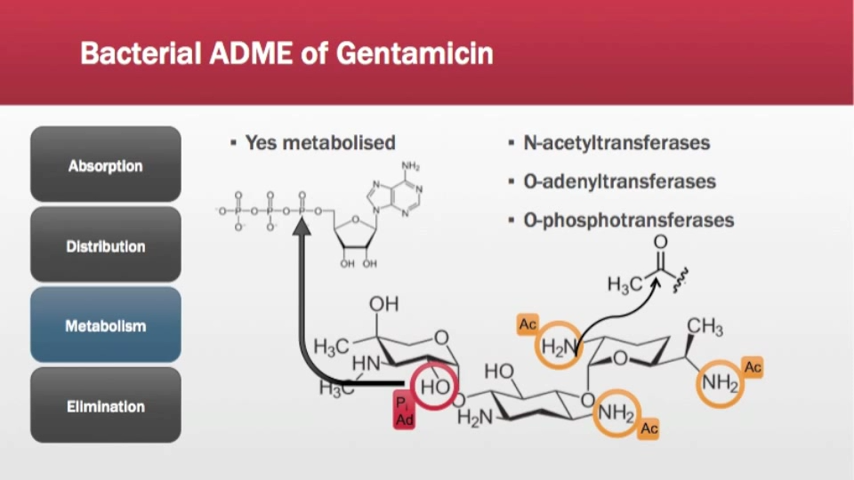 Bacterial ADME of Gentamicin
Absorption
Distribution
Metabolism
Elimination
▪ Yes metabolised
▪ N-acetyltransferases
▪ O-adenyltransferases
▪ O-phosphotransferases
NH₂
N
N
N
N
O
O
O
⁻O
P
O
P
O
P
O
O⁻
O⁻
O
OH OH
O
H₃C
OH
H₃C
O
HN
H₃C
HO
P,
Ad
O
HO
H₂N
O
NH₂
Ac
Ac
H₂N
O
CH₃
NH₂
Ac